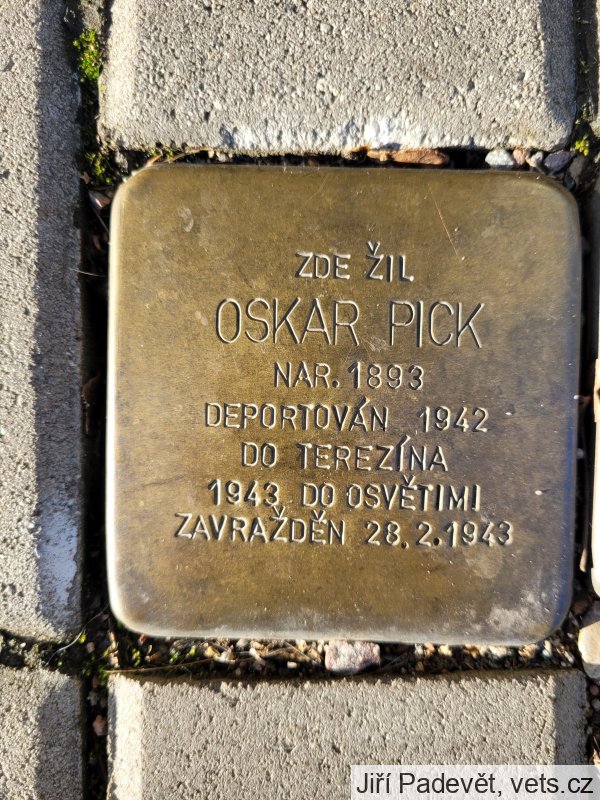 ZDE ŽIL
OSKAR PICK
NAR. 1893
DEPORTOVÁN 1942
DO TEREZÍNA
1943 DO OSVĚTIMI
ZAVRAŽDĚN 28.2.1943
Jiří Padevět, vets.cz